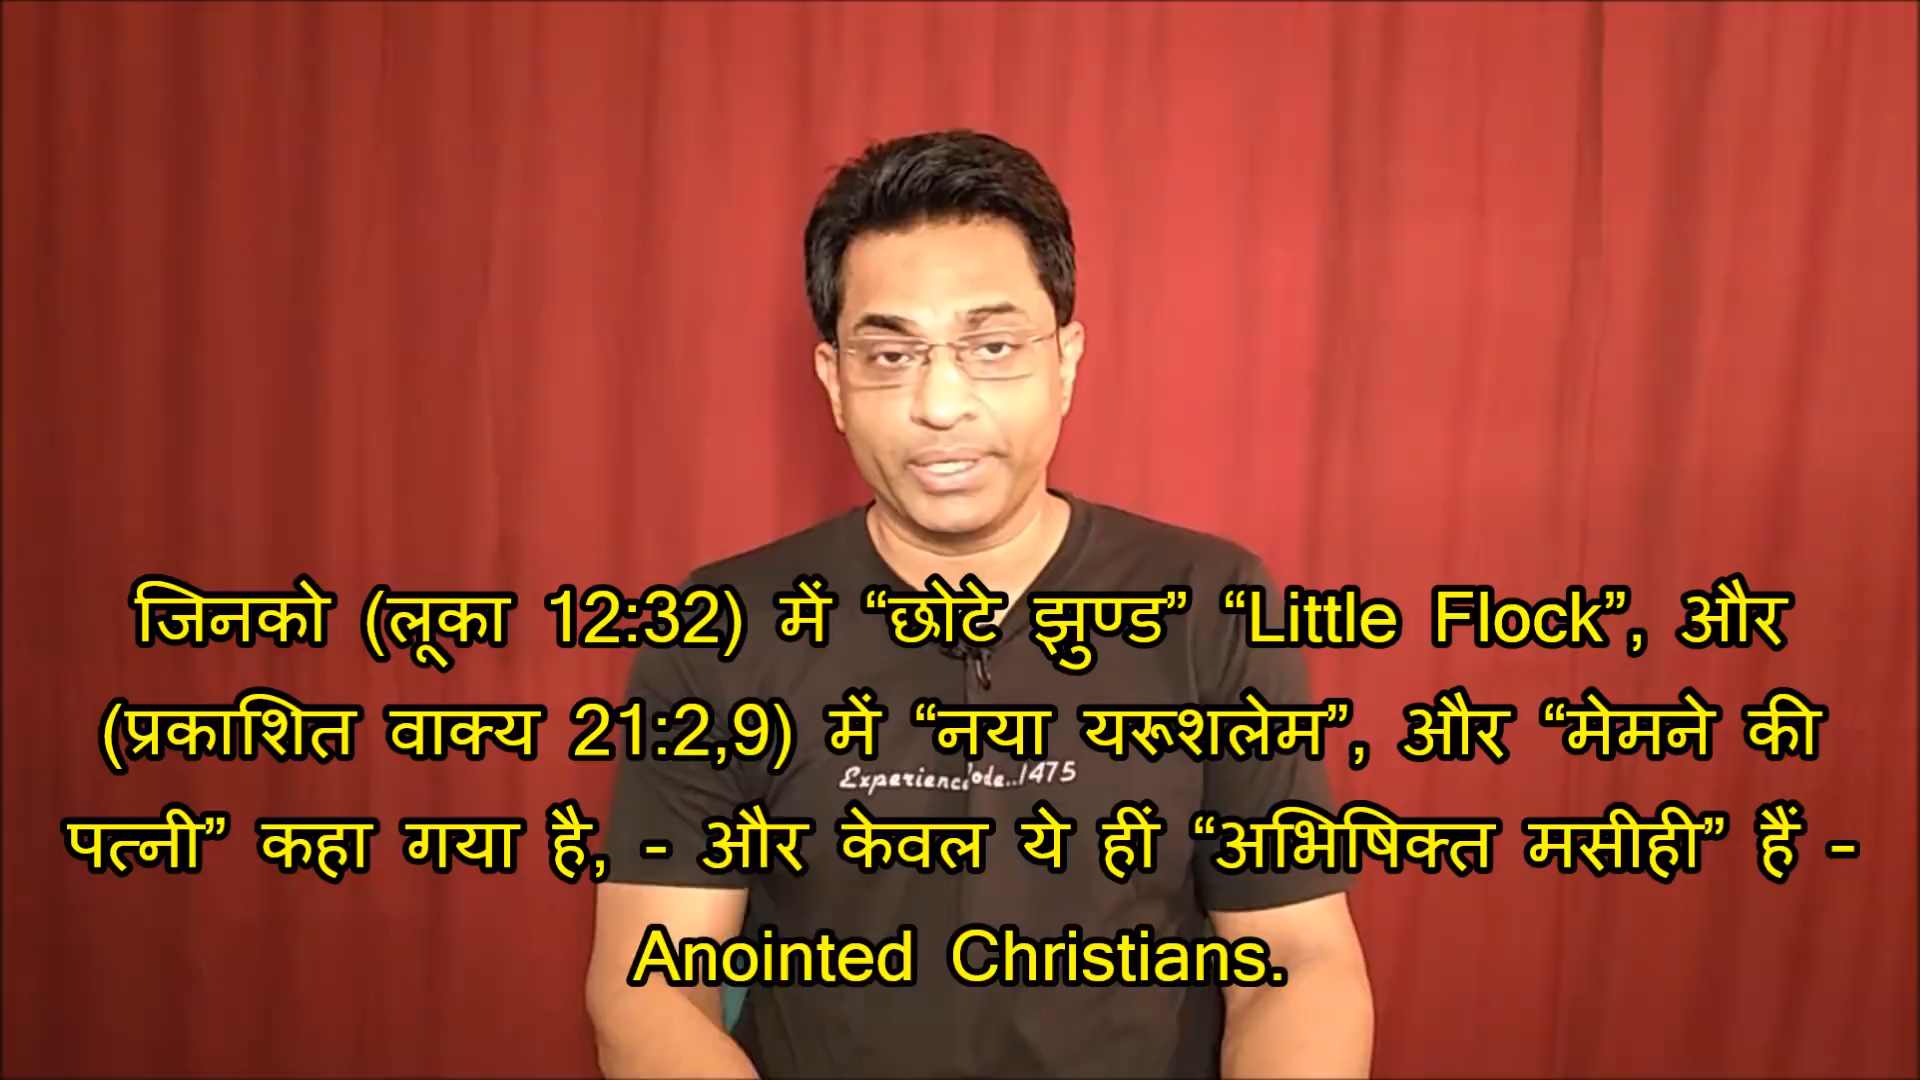 जिनको (लूका 12:32) में “छोटे झुण्ड” “Little Flock”, और
(प्रकाशित वाक्य 21:2,9) में “नया यरूशलेम”, और “मेमने की
पत्नी” कहा गया है, - और केवल ये हीं “अभिषिक्त मसीही” हैं -
Anointed Christians.
1475